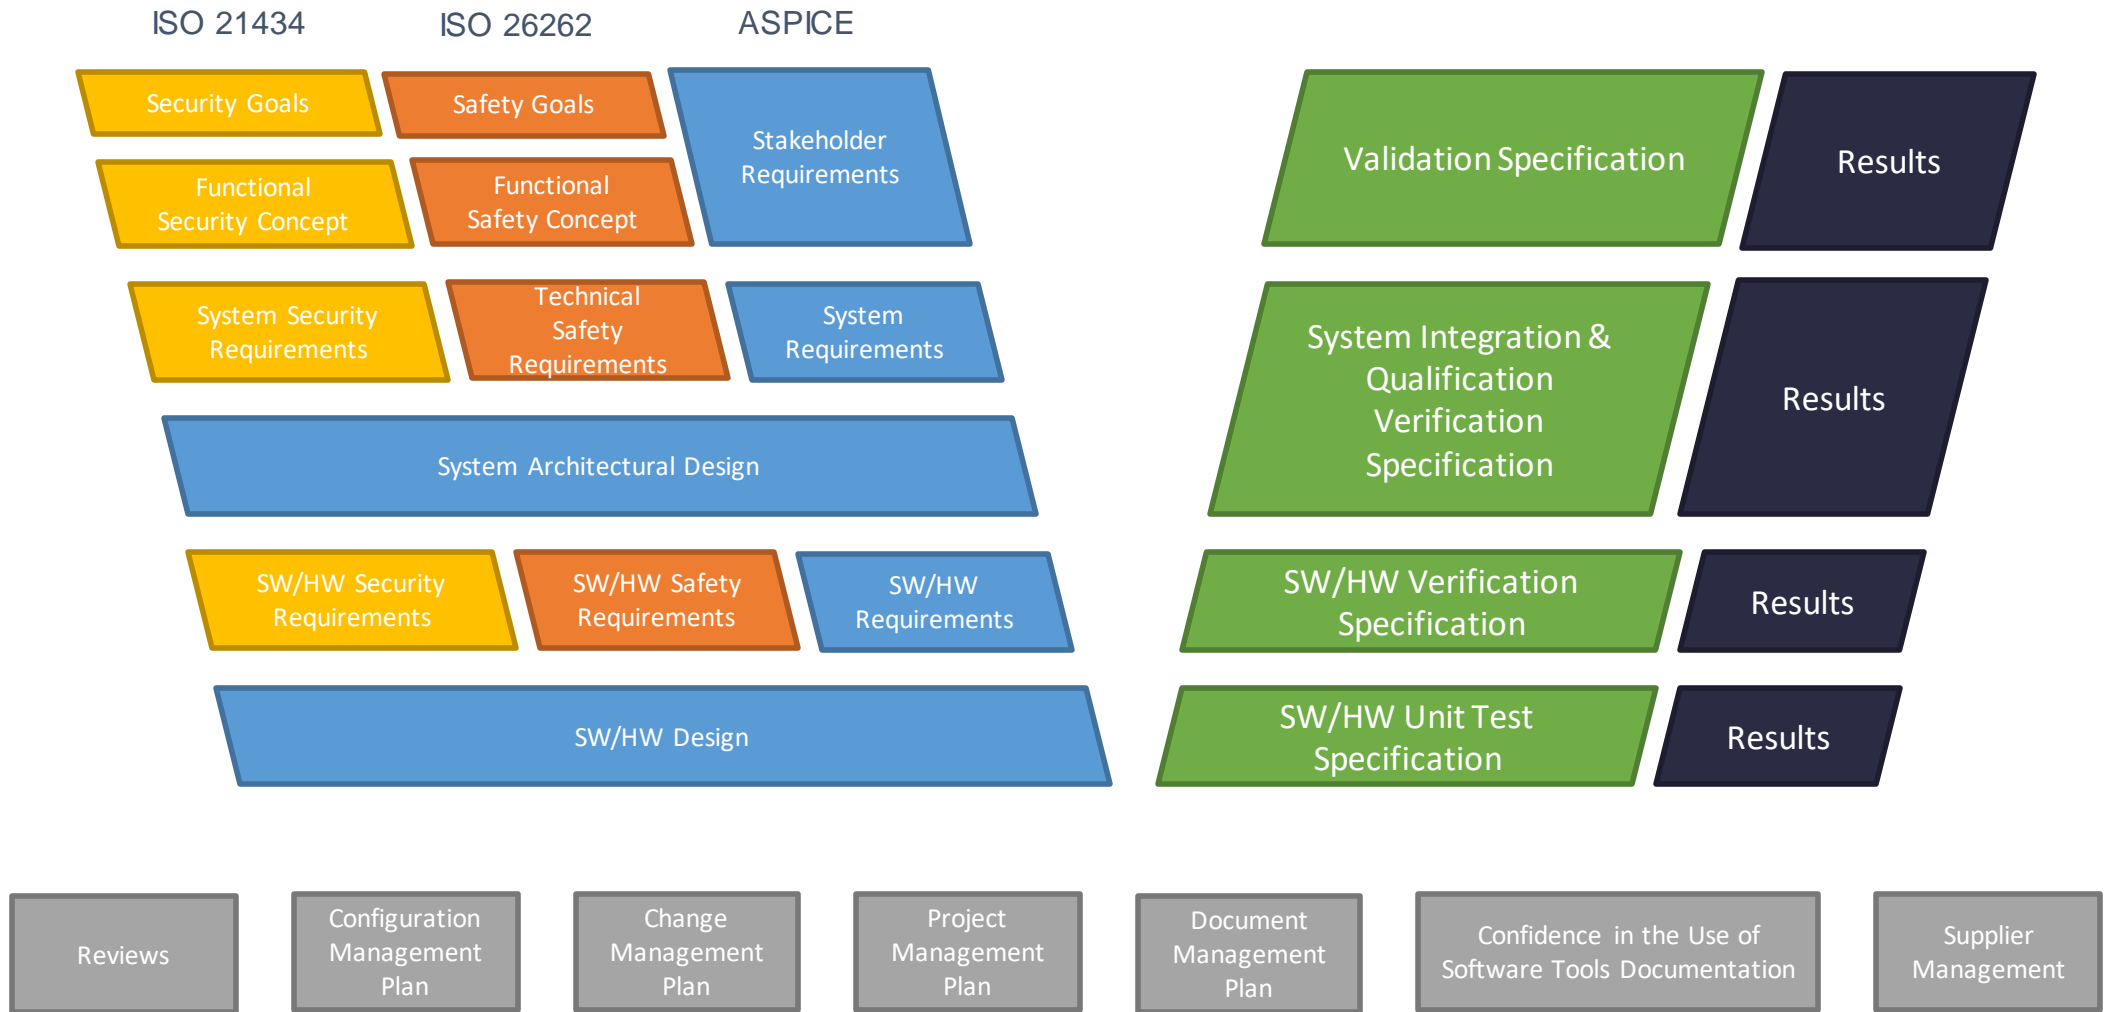 ISO 21434
ISO 26262
ASPICE
Security Goals
Safety Goals
Stakeholder
Requirements
Functional
Security Concept
Functional
Safety Concept
Validation Specification
Results
System Security
Requirements
Technical
Safety
Requirements
System
Requirements
System Integration &
Qualification
Verification
Specification
Results
System Architectural Design
SW/HW Security
Requirements
SW/HW Safety
Requirements
SW/HW
Requirements
SW/HW Verification
Specification
Results
SW/HW Design
SW/HW Unit Test
Specification
Results
Reviews
Configuration
Management
Plan
Change
Management
Plan
Project
Management
Plan
Document
Management
Plan
Confidence in the Use of
Software Tools Documentation
Supplier
Management